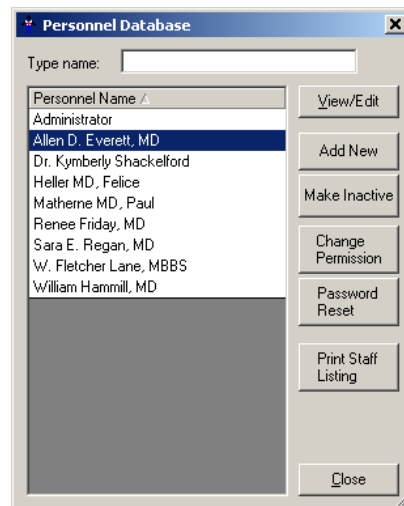 Personnel Database
Type name:
Personnel Name
Administrator
Allen D. Everett, MD
Dr. Kymberly Shackelford
Heller MD, Felice
Matherne MD, Paul
Renee Friday, MD
Sara E. Regan, MD
W. Fletcher Lane, MBBS
William Hammill, MD
View/Edit
Add New
Make Inactive
Change
Permission
Password
Reset
Print Staff
Listing
Close